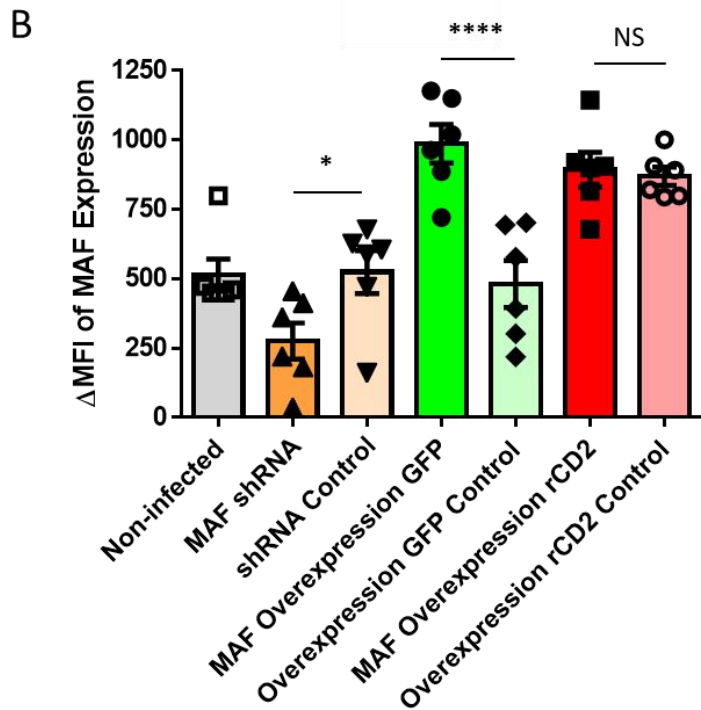 B
**** NS
*
1250
1000
750
500
250
0
ΔMFI of MAF Expression
Non-infected
MAF shRNA
shRNA Control
MAF Overexpression GFP
Overexpression GFP Control
MAF Overexpression rCD2
Overexpression rCD2 Control